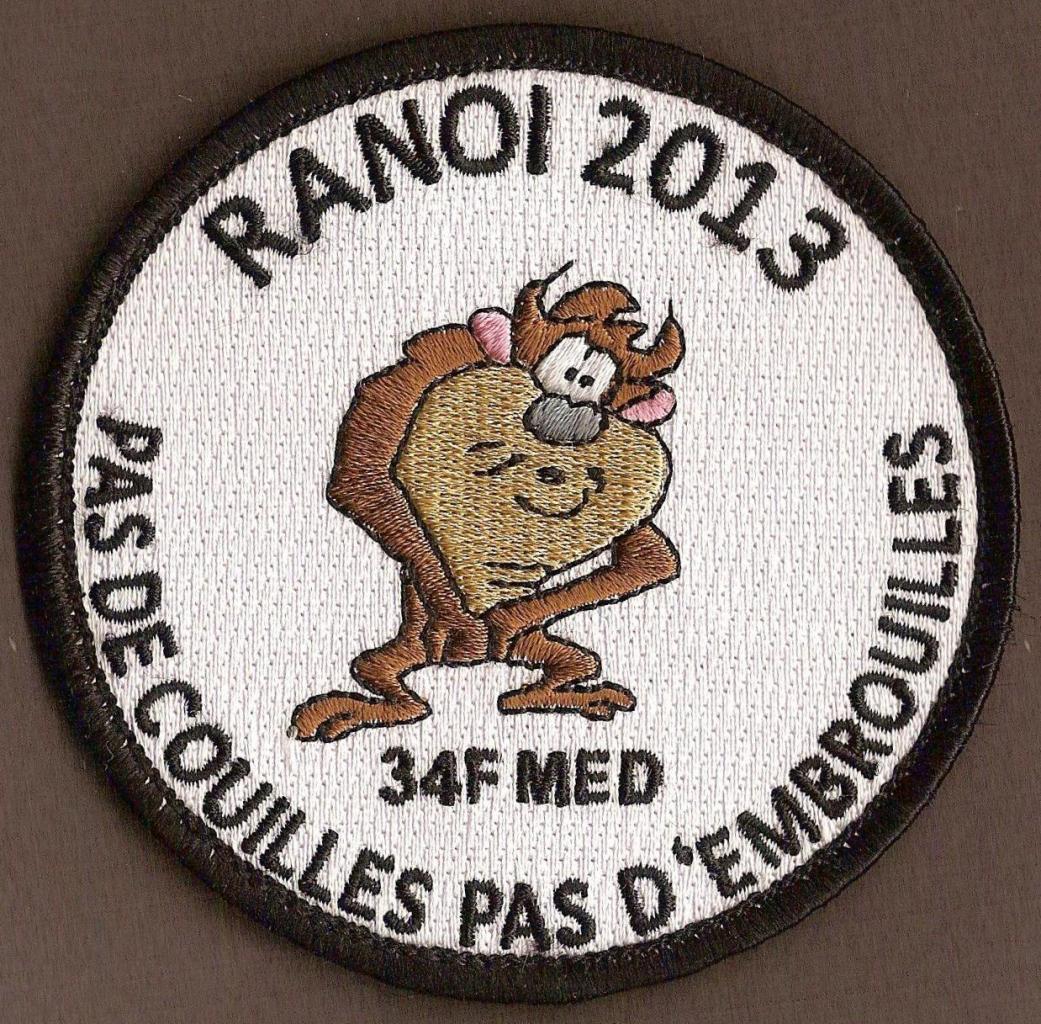 RANOI 2013
34F MED
PAS DE COUILLES PAS D'EMBROUILLES